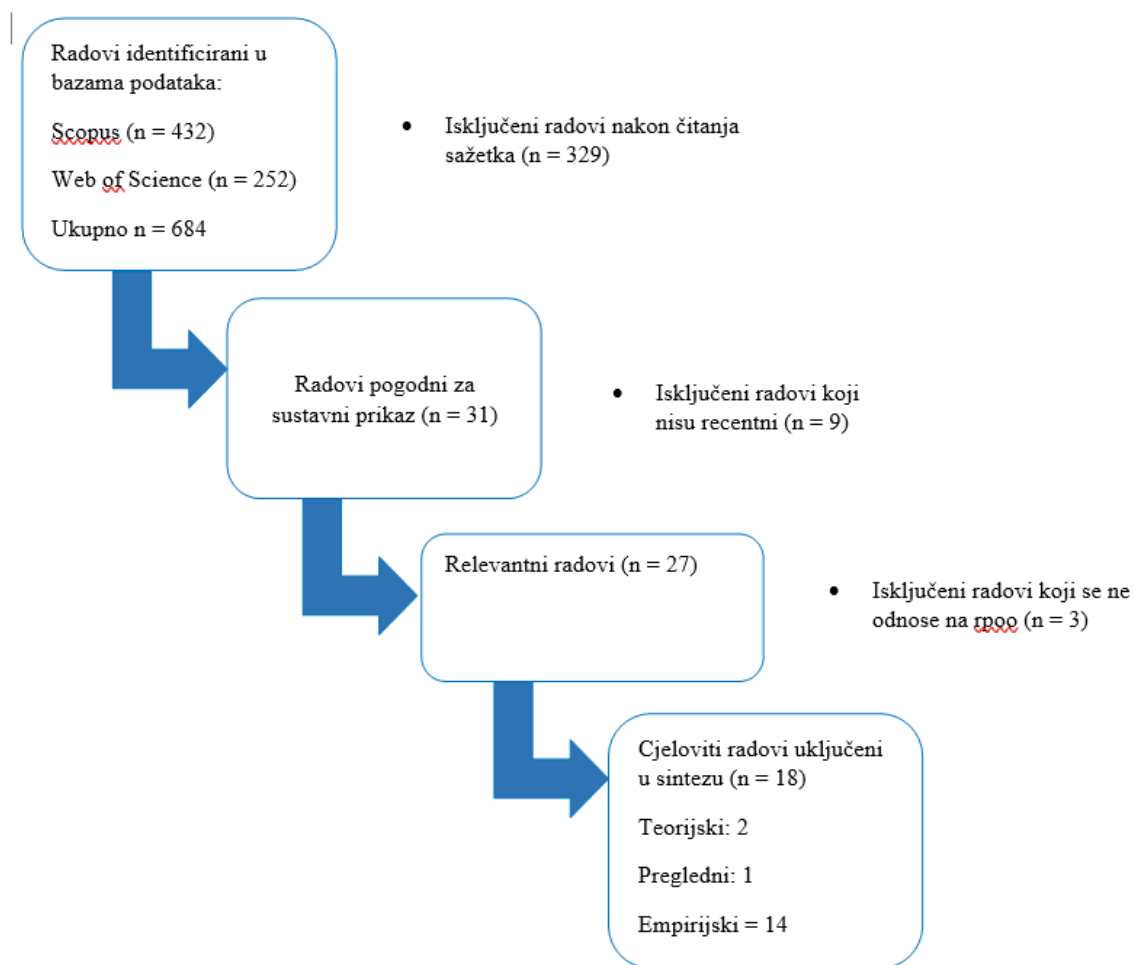 Radovi identificirani u
bazama podataka:
Scopus (n = 432)
Web of Science (n = 252)
Ukupno n = 684
• Isključeni radovi nakon čitanja
sažetka (n = 329)
Radovi pogodni za
sustavni prikaz (n = 31)
• Isključeni radovi koji
nisu recentni (n = 9)
Relevantni radovi (n = 27)
• Isključeni radovi koji se ne
odnose na rpoo (n = 3)
Cjeloviti radovi uključeni
u sintezu (n = 18)
Teorijski: 2
Pregledni: 1
Empirijski = 14